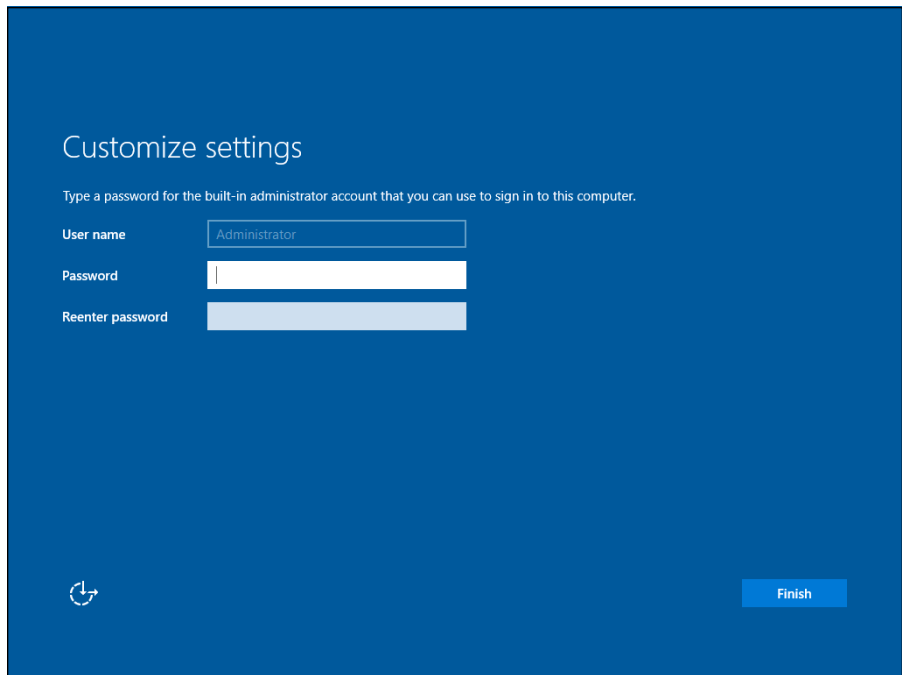 Customize settings
Type a password for the built-in administrator account that you can use to sign in to this computer.
User name
Administrator
Password
Reenter password
Finish